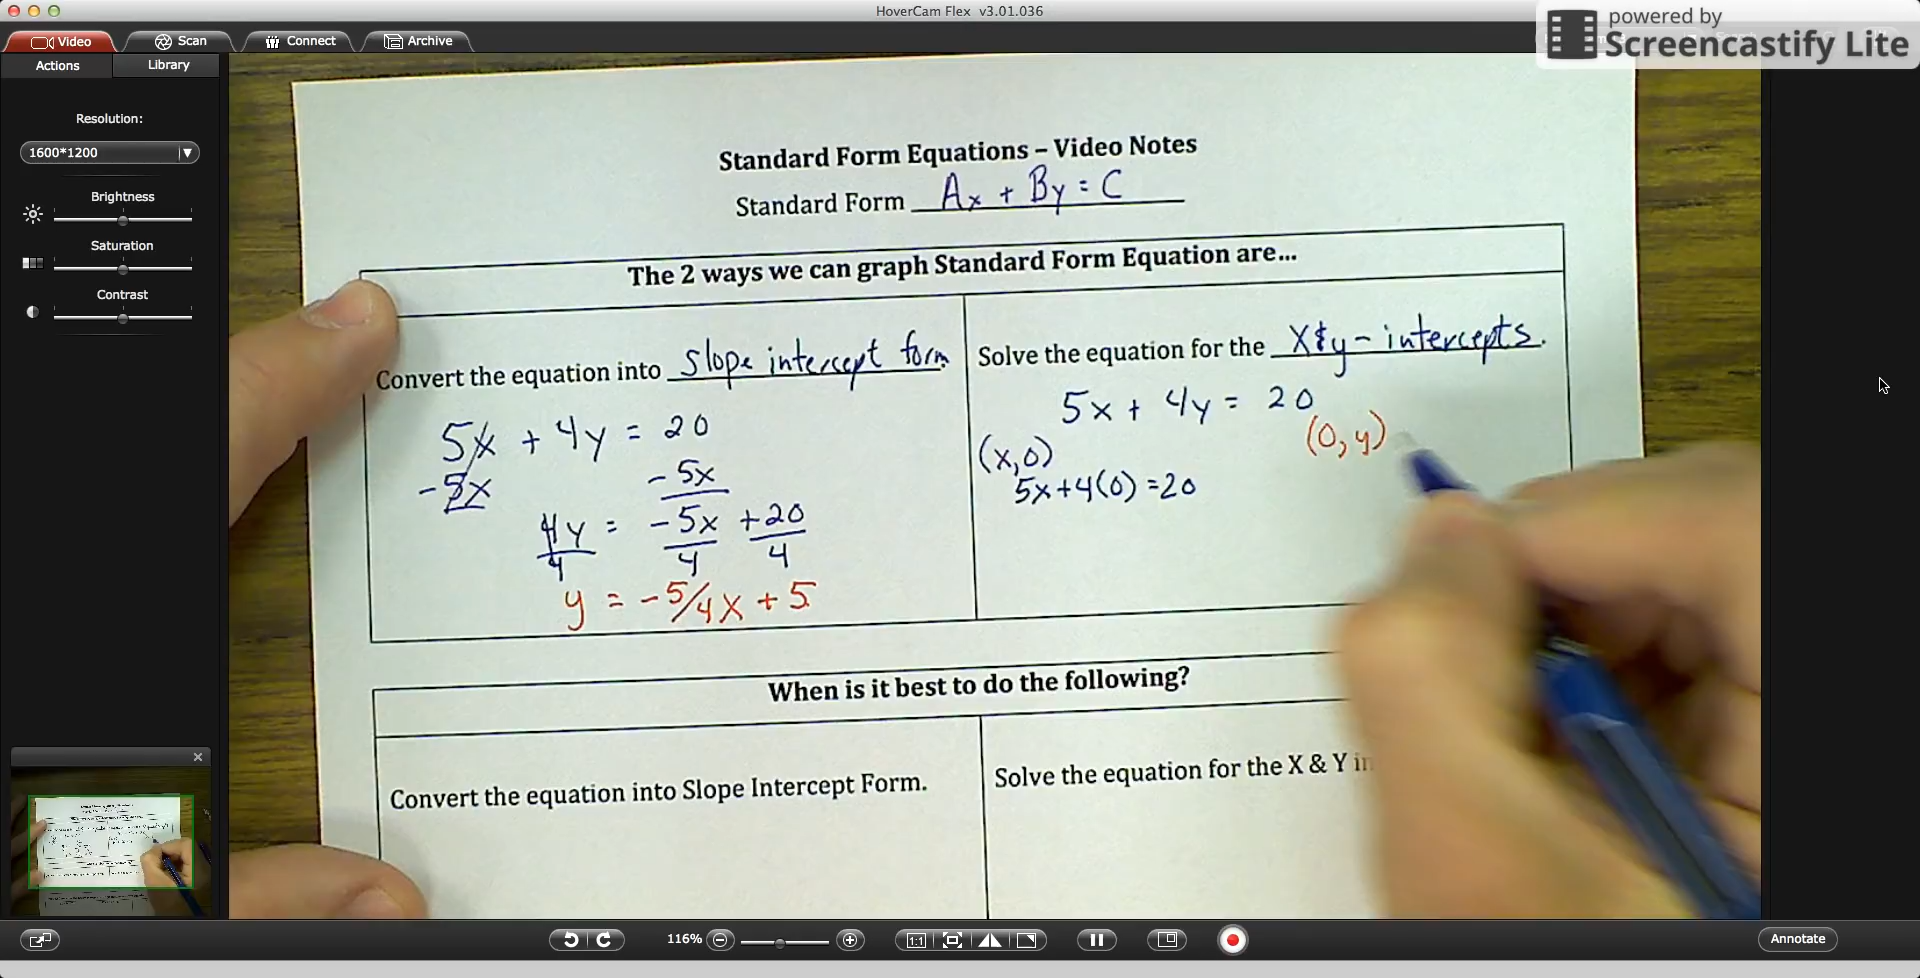 HoverCam Flex v3.01.036
powered by
Screencastify Lite
Video
Scan
Connect
Archive
Actions
Library
Resolution:
1600*1200
Brightness
Saturation
Contrast
Standard Form Equations – Video Notes
Standard Form Ax + By = C
The 2 ways we can graph Standard Form Equation are...
Convert the equation into slope intercept form.
5x + 4y = 20
-5x -5x
4y = -5x +20
4 4 4
y = -5/4x + 5
Solve the equation for the X & y - intercepts.
5x + 4y = 20
(x,0) (0,y)
5x+4(0) =20
When is it best to do the following?
Convert the equation into Slope Intercept Form.
Solve the equation for the X & Y in
116%
1:1
Annotate